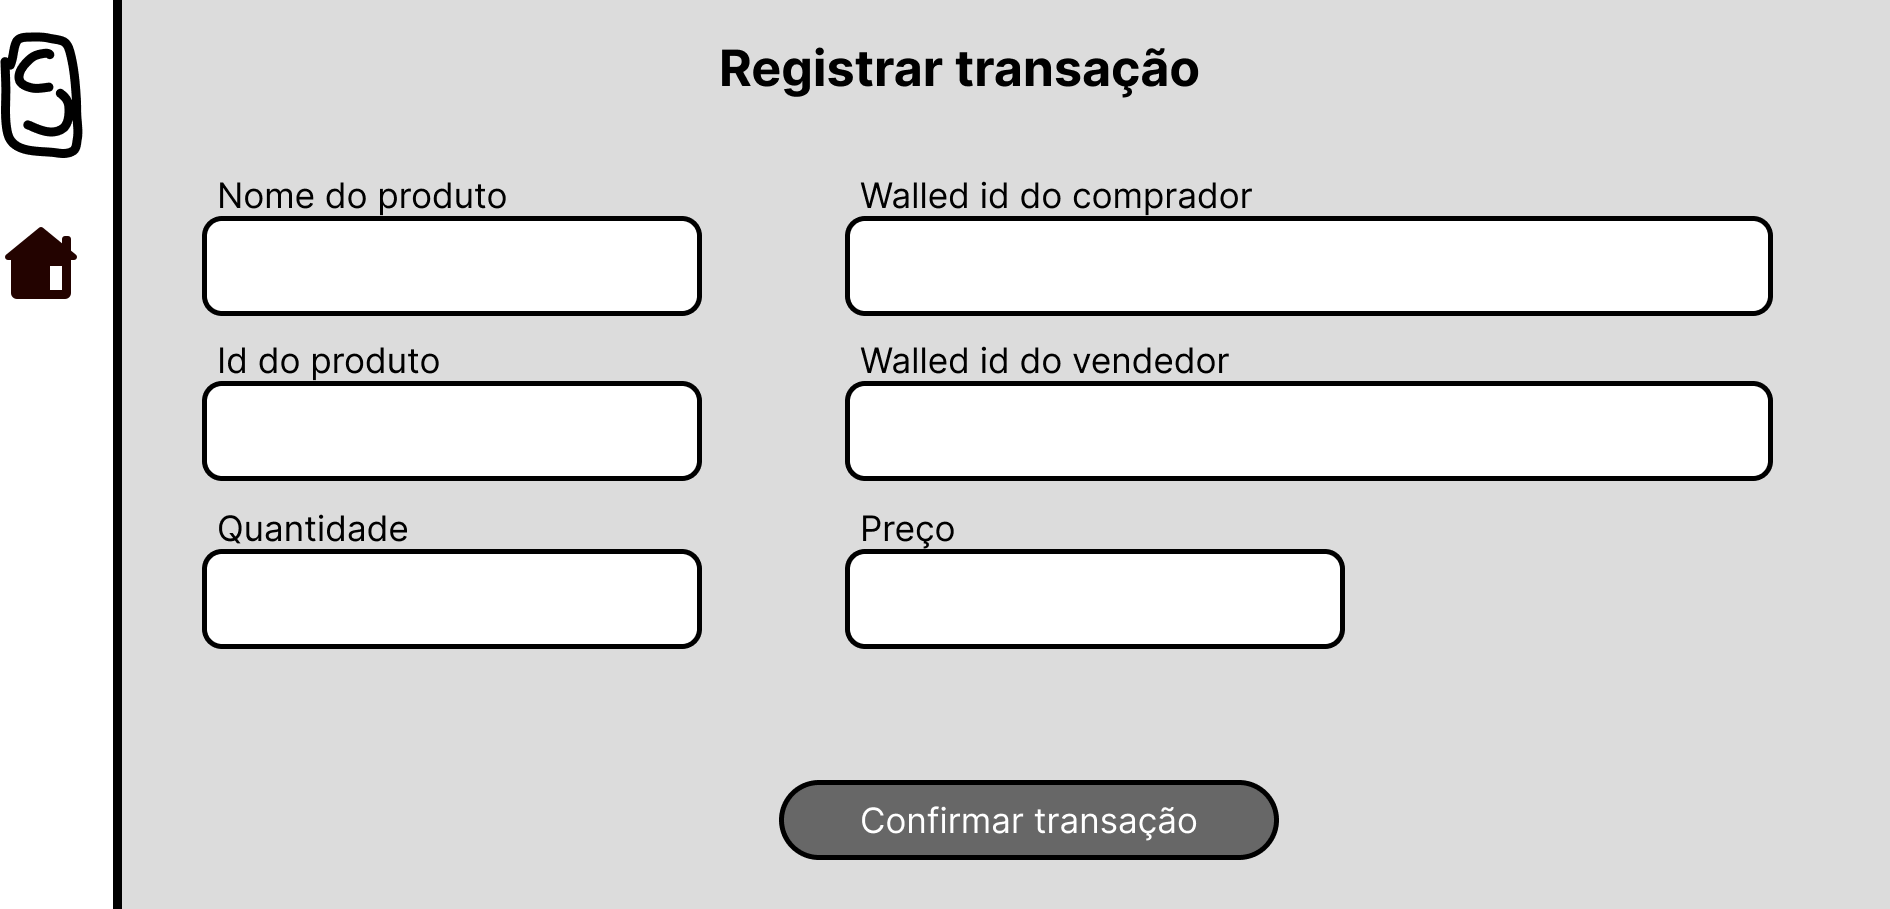 Registrar transação
Nome do produto
Walled id do comprador
Id do produto
Walled id do vendedor
Quantidade
Preço
Confirmar transação